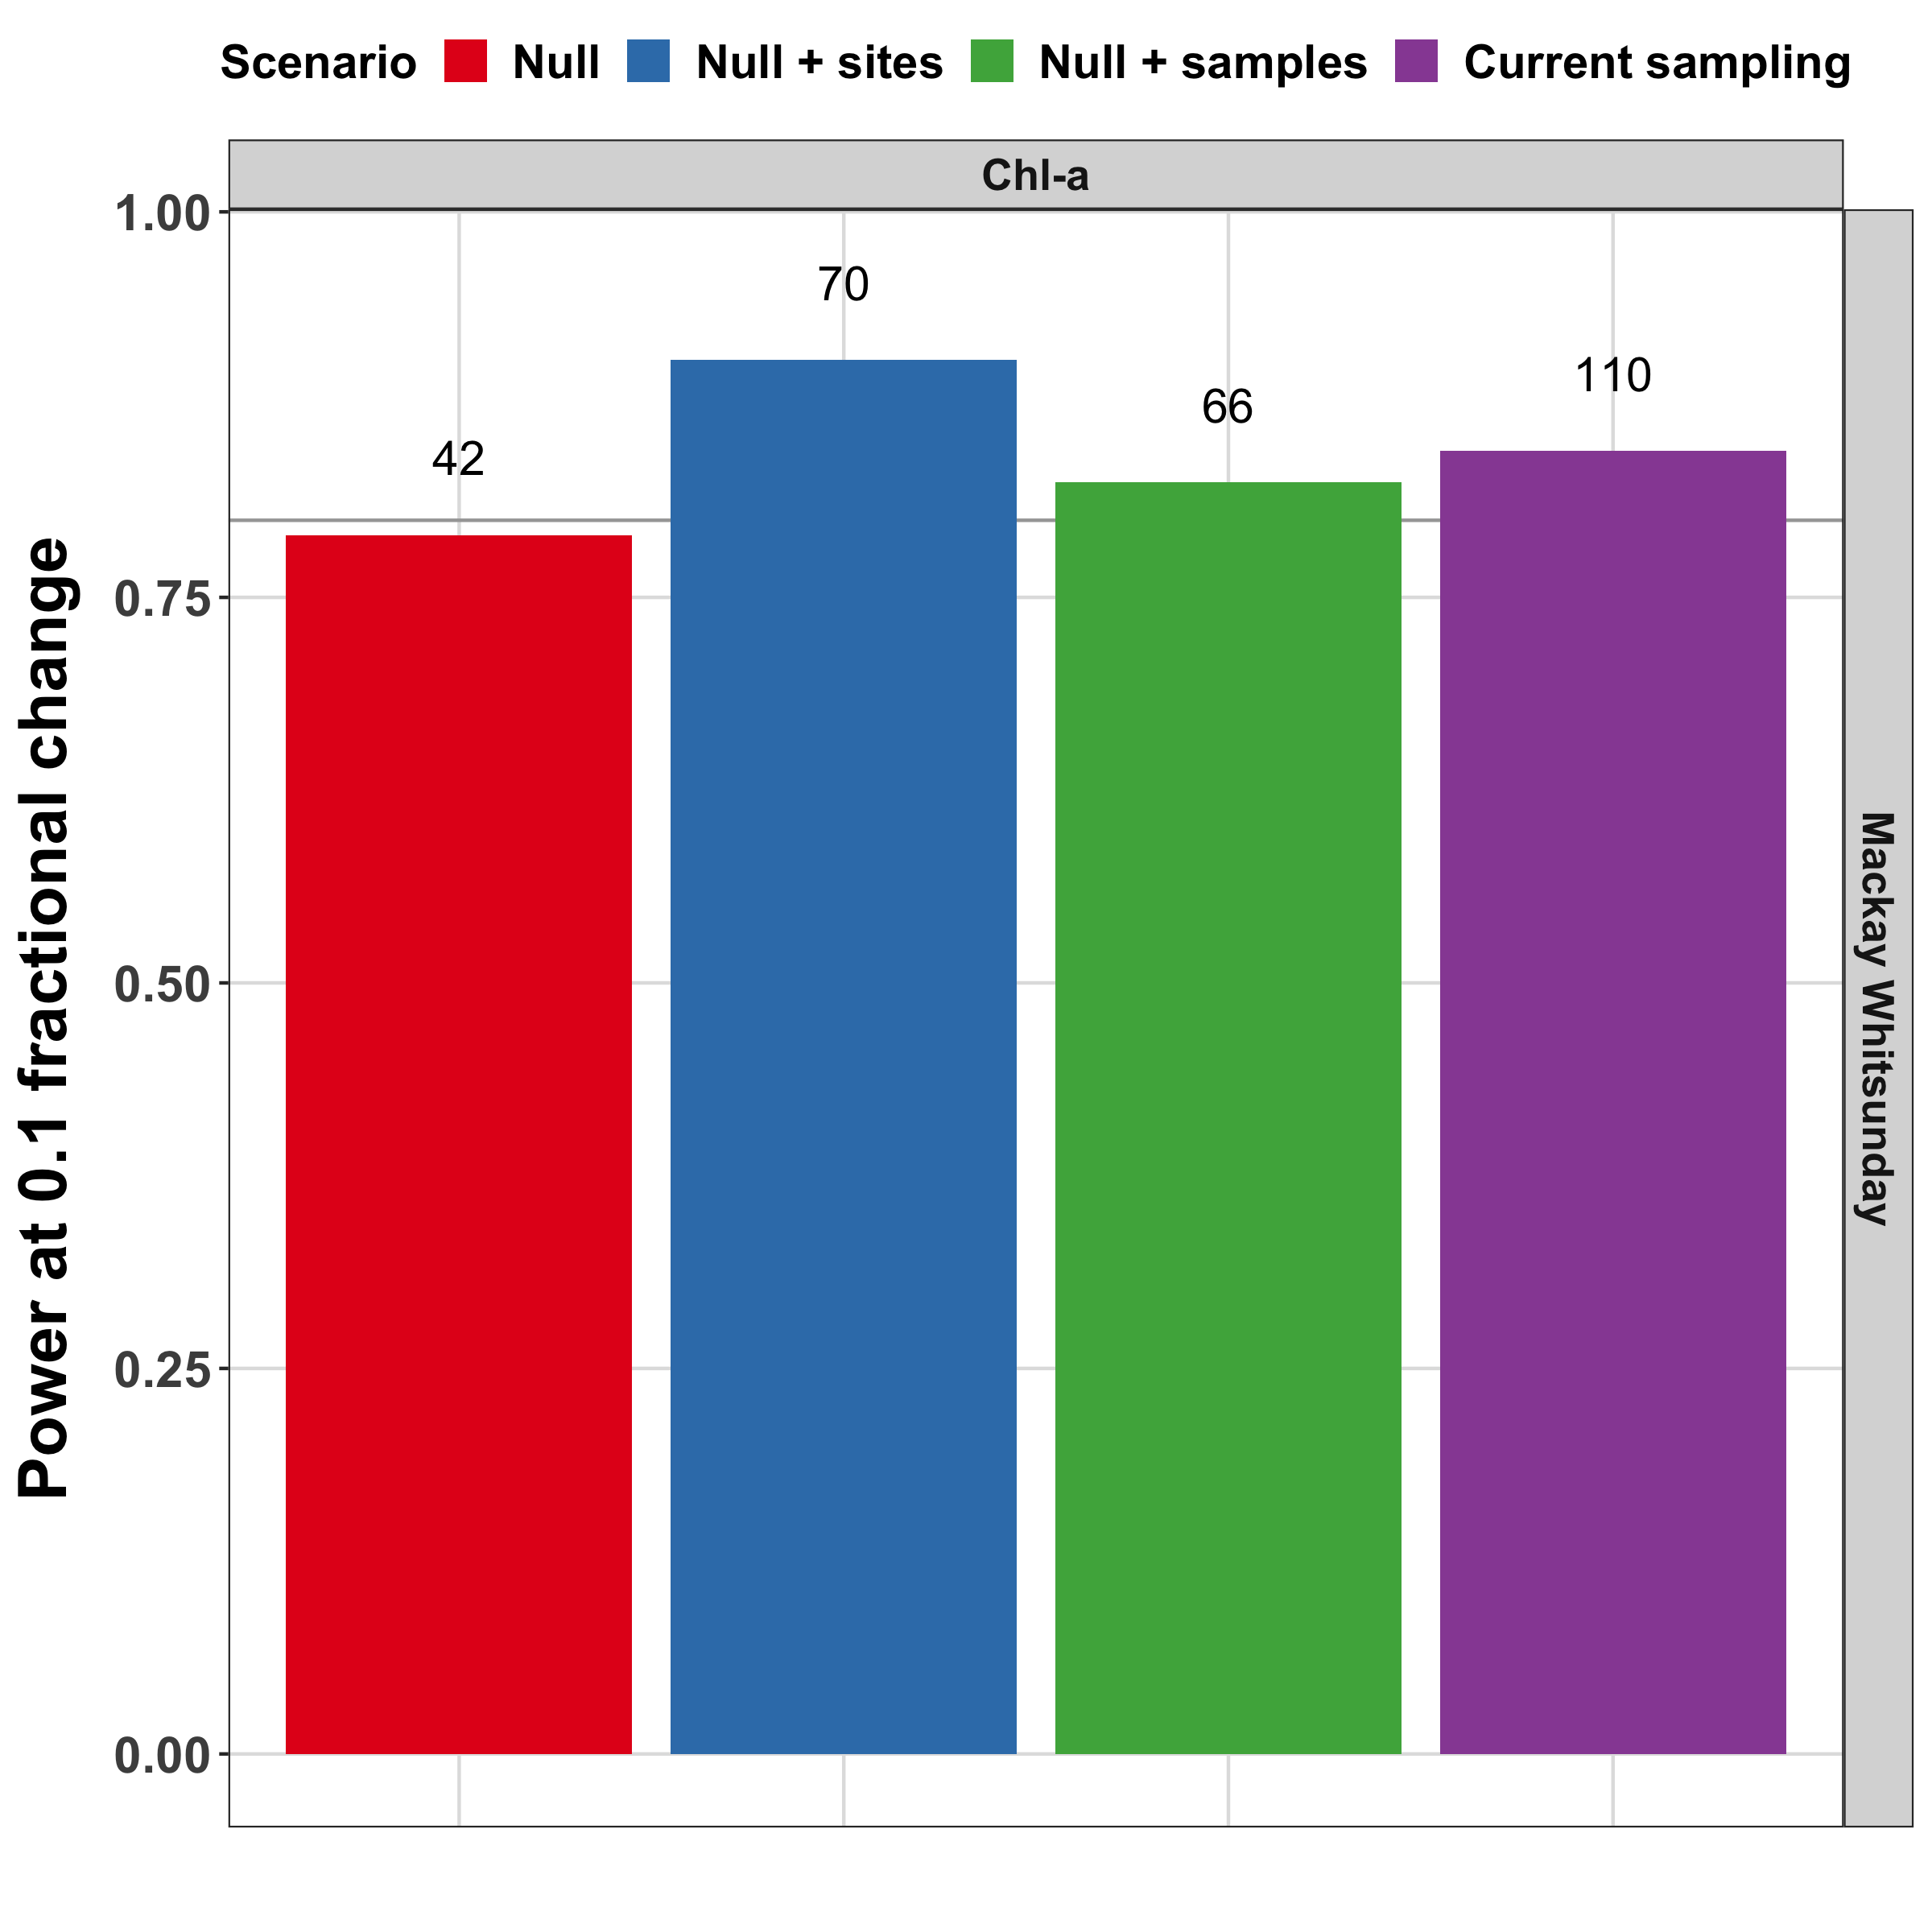 Scenario Null Null + sites Null + samples Current sampling
Chl-a
Mackay Whitsunday
Power at 0.1 fractional change
1.00
0.75
0.50
0.25
0.00
42
70
66
110